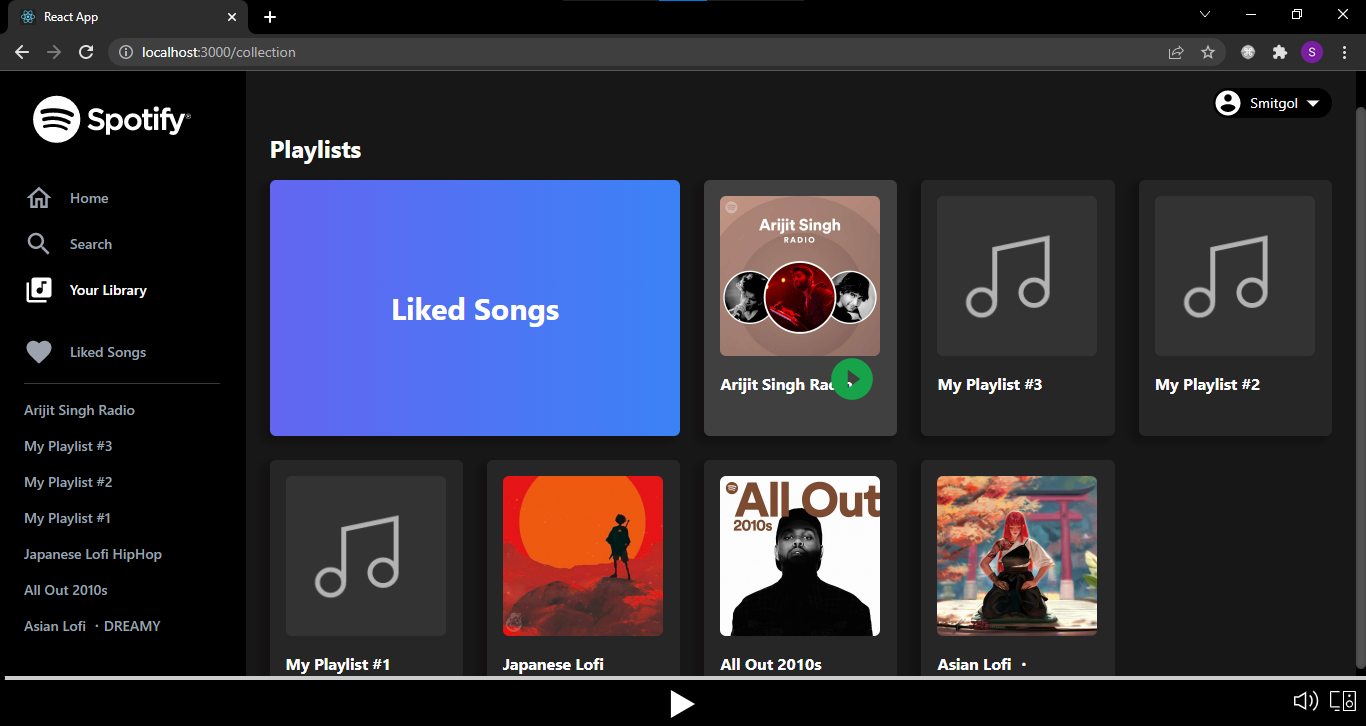 React App
localhost:3000/collection
S
Spotify®
Smitgol
Home
Search
Your Library
Liked Songs
Arijit Singh Radio
My Playlist #3
My Playlist #2
My Playlist #1
Japanese Lofi HipHop
All Out 2010s
Asian Lofi ・DREAMY
Playlists
Liked Songs
Arijit Singh
RADIO
Arijit Singh Radio
My Playlist #3
My Playlist #2
All Out
2010s
My Playlist #1
Japanese Lofi
All Out 2010s
Asian Lofi ・